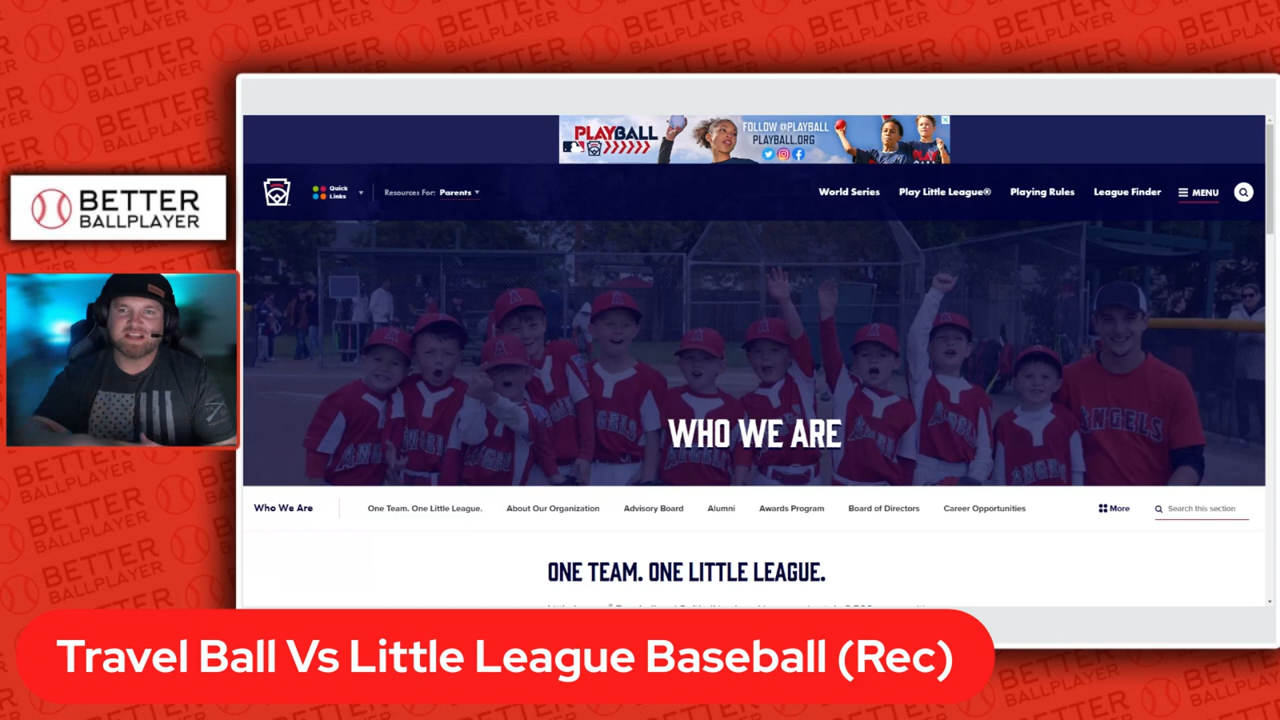 BETTER
BALLPLAYER
PLAYBALL
FOLLOW @PLAYBALL
PLAYBALL.ORG
Quick
Links
Resources For: Parents
World Series
Play Little League®
Playing Rules
League Finder
MENU
ANGELS
ANGELS
WHO WE ARE
Who We Are
One Team. One Little League.
About Our Organization
Advisory Board
Alumni
Awards Program
Board of Directors
Career Opportunities
More
Search this section
ONE TEAM. ONE LITTLE LEAGUE.
Travel Ball Vs Little League Baseball (Rec)